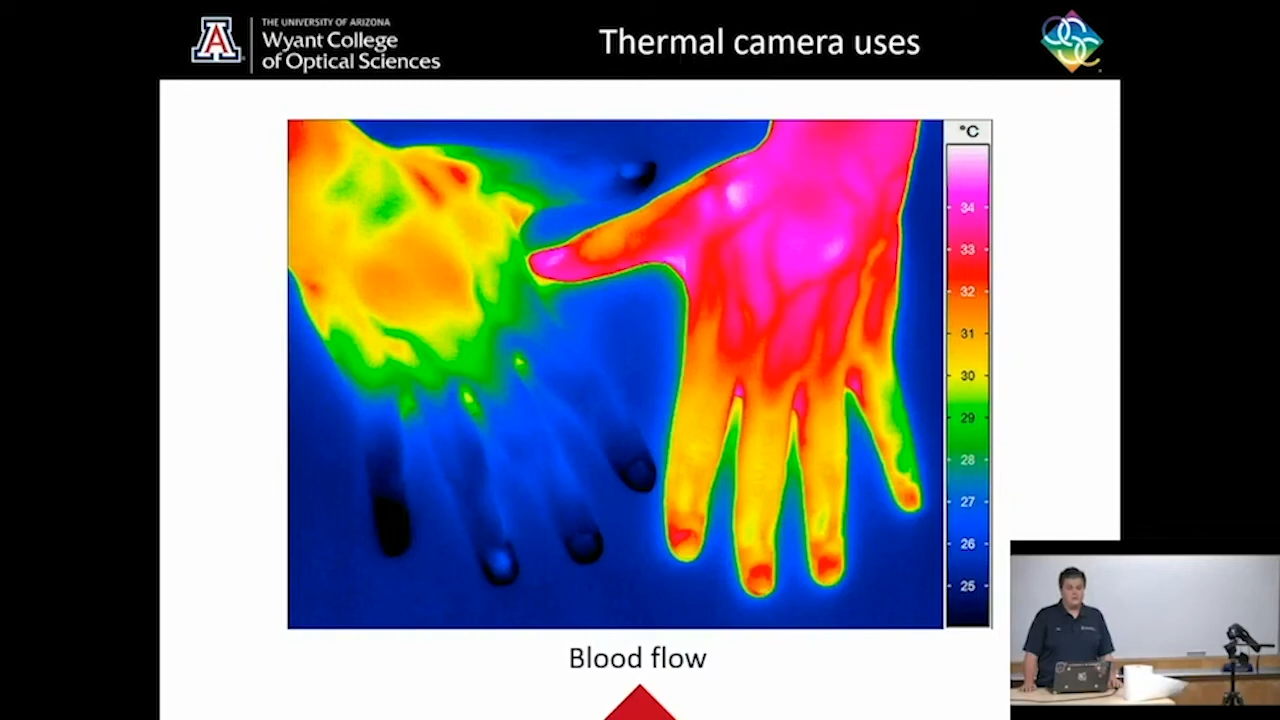 THE UNIVERSITY OF ARIZONA
Wyant College
of Optical Sciences
A
Thermal camera uses
°C
34
33
32
31
30
29
28
27
26
25
Blood flow